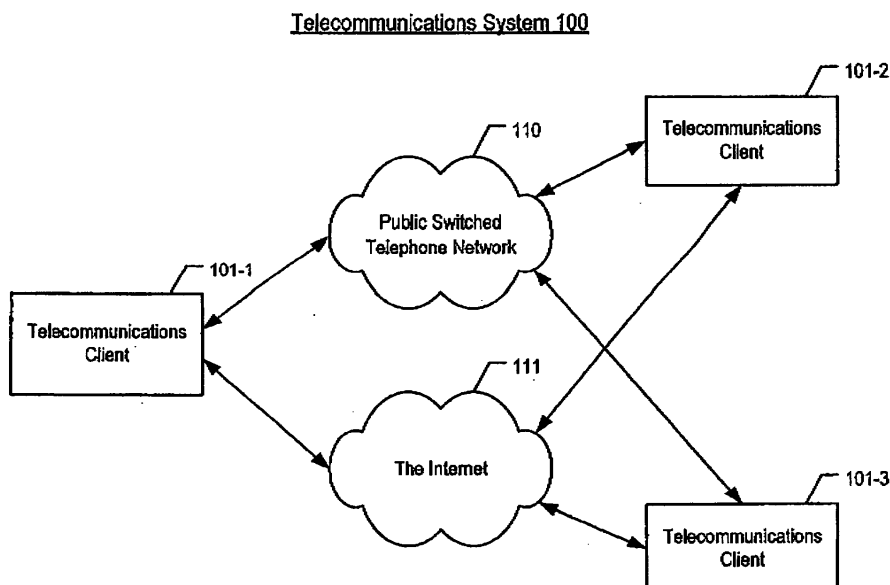 Telecommunications System 100
101-2
Telecommunications
Client
110
Public Switched
Telephone Network
101-1
Telecommunications
Client
111
The Internet
101-3
Telecommunications
Client